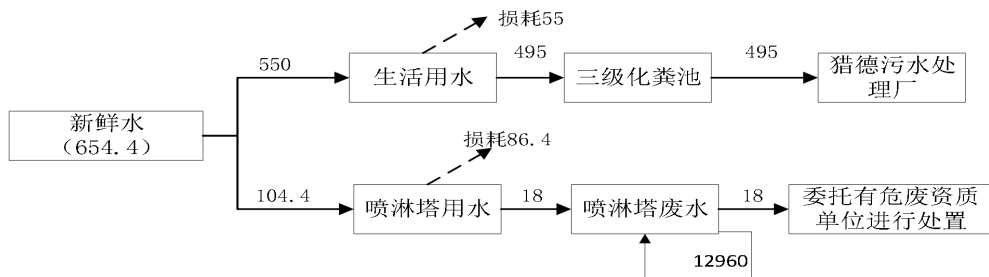 损耗55
550
生活用水
495
三级化粪池
495
猎德污水处
理厂
新鲜水
（654.4）
损耗86.4
104.4
喷淋塔用水
18
喷淋塔废水
18
委托有危废资质
单位进行处置
12960